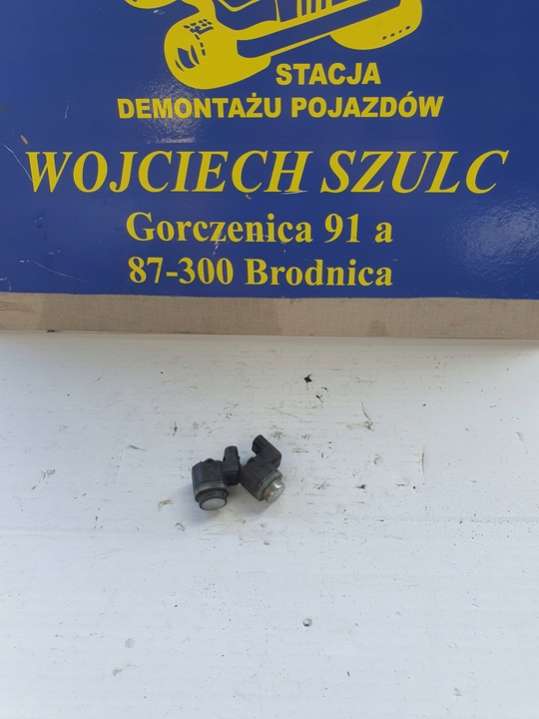 STACJA
DEMONTAŻU POJAZDÓW
WOJCIECH SZULC
Gorczenica 91 a
87-300 Brodnica